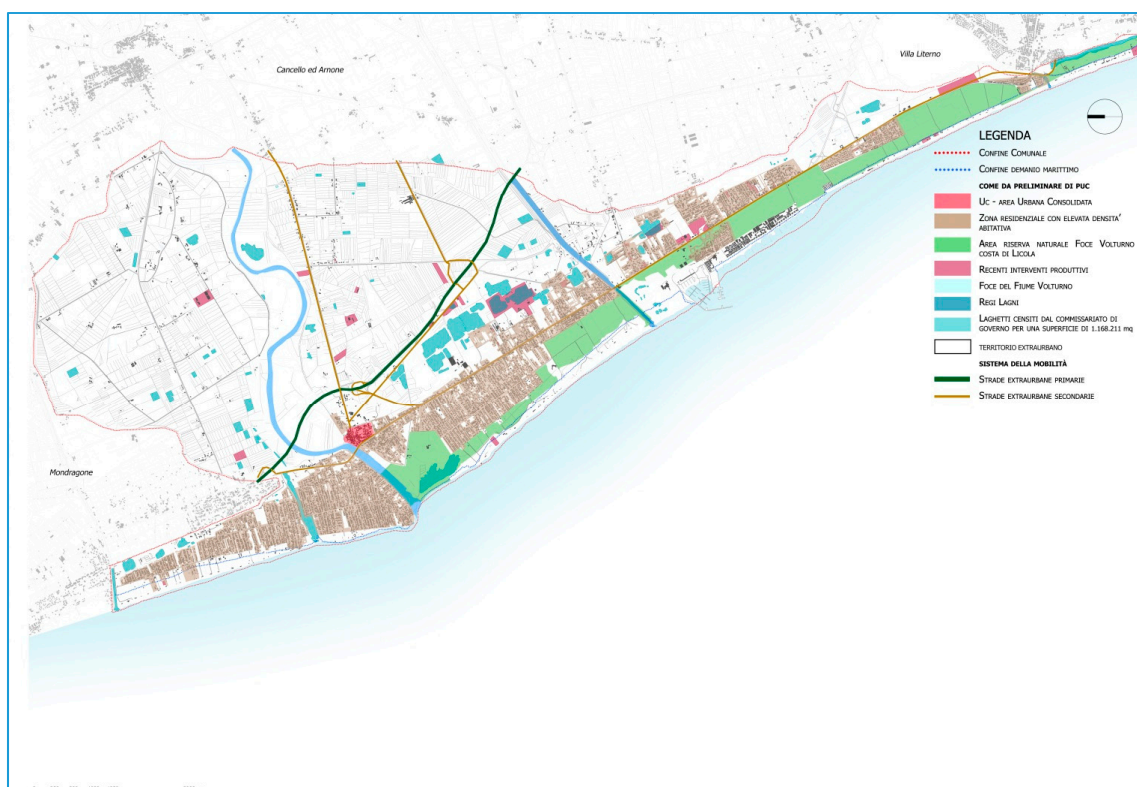 Cancello ed Arnone
Villa Literno
Mondragone
LEGENDA
Confine Comunale
Confine demanio marittimo
COME DA PRELIMINARE DI PUC
Uc - area Urbana Consolidata
Zona residenziale con elevata densita'
abitativa
Area riserva naturale Foce Volturno
costa di Licola
Recenti interventi produttivi
Foce del Fiume Volturno
Regi Lagni
Laghetti censiti dal commissariato di
governo per una superficie di 1.168.211 mq
territorio extraurbano
SISTEMA DELLA MOBILITÀ
Strade extraurbane primarie
Strade extraurbane secondarie